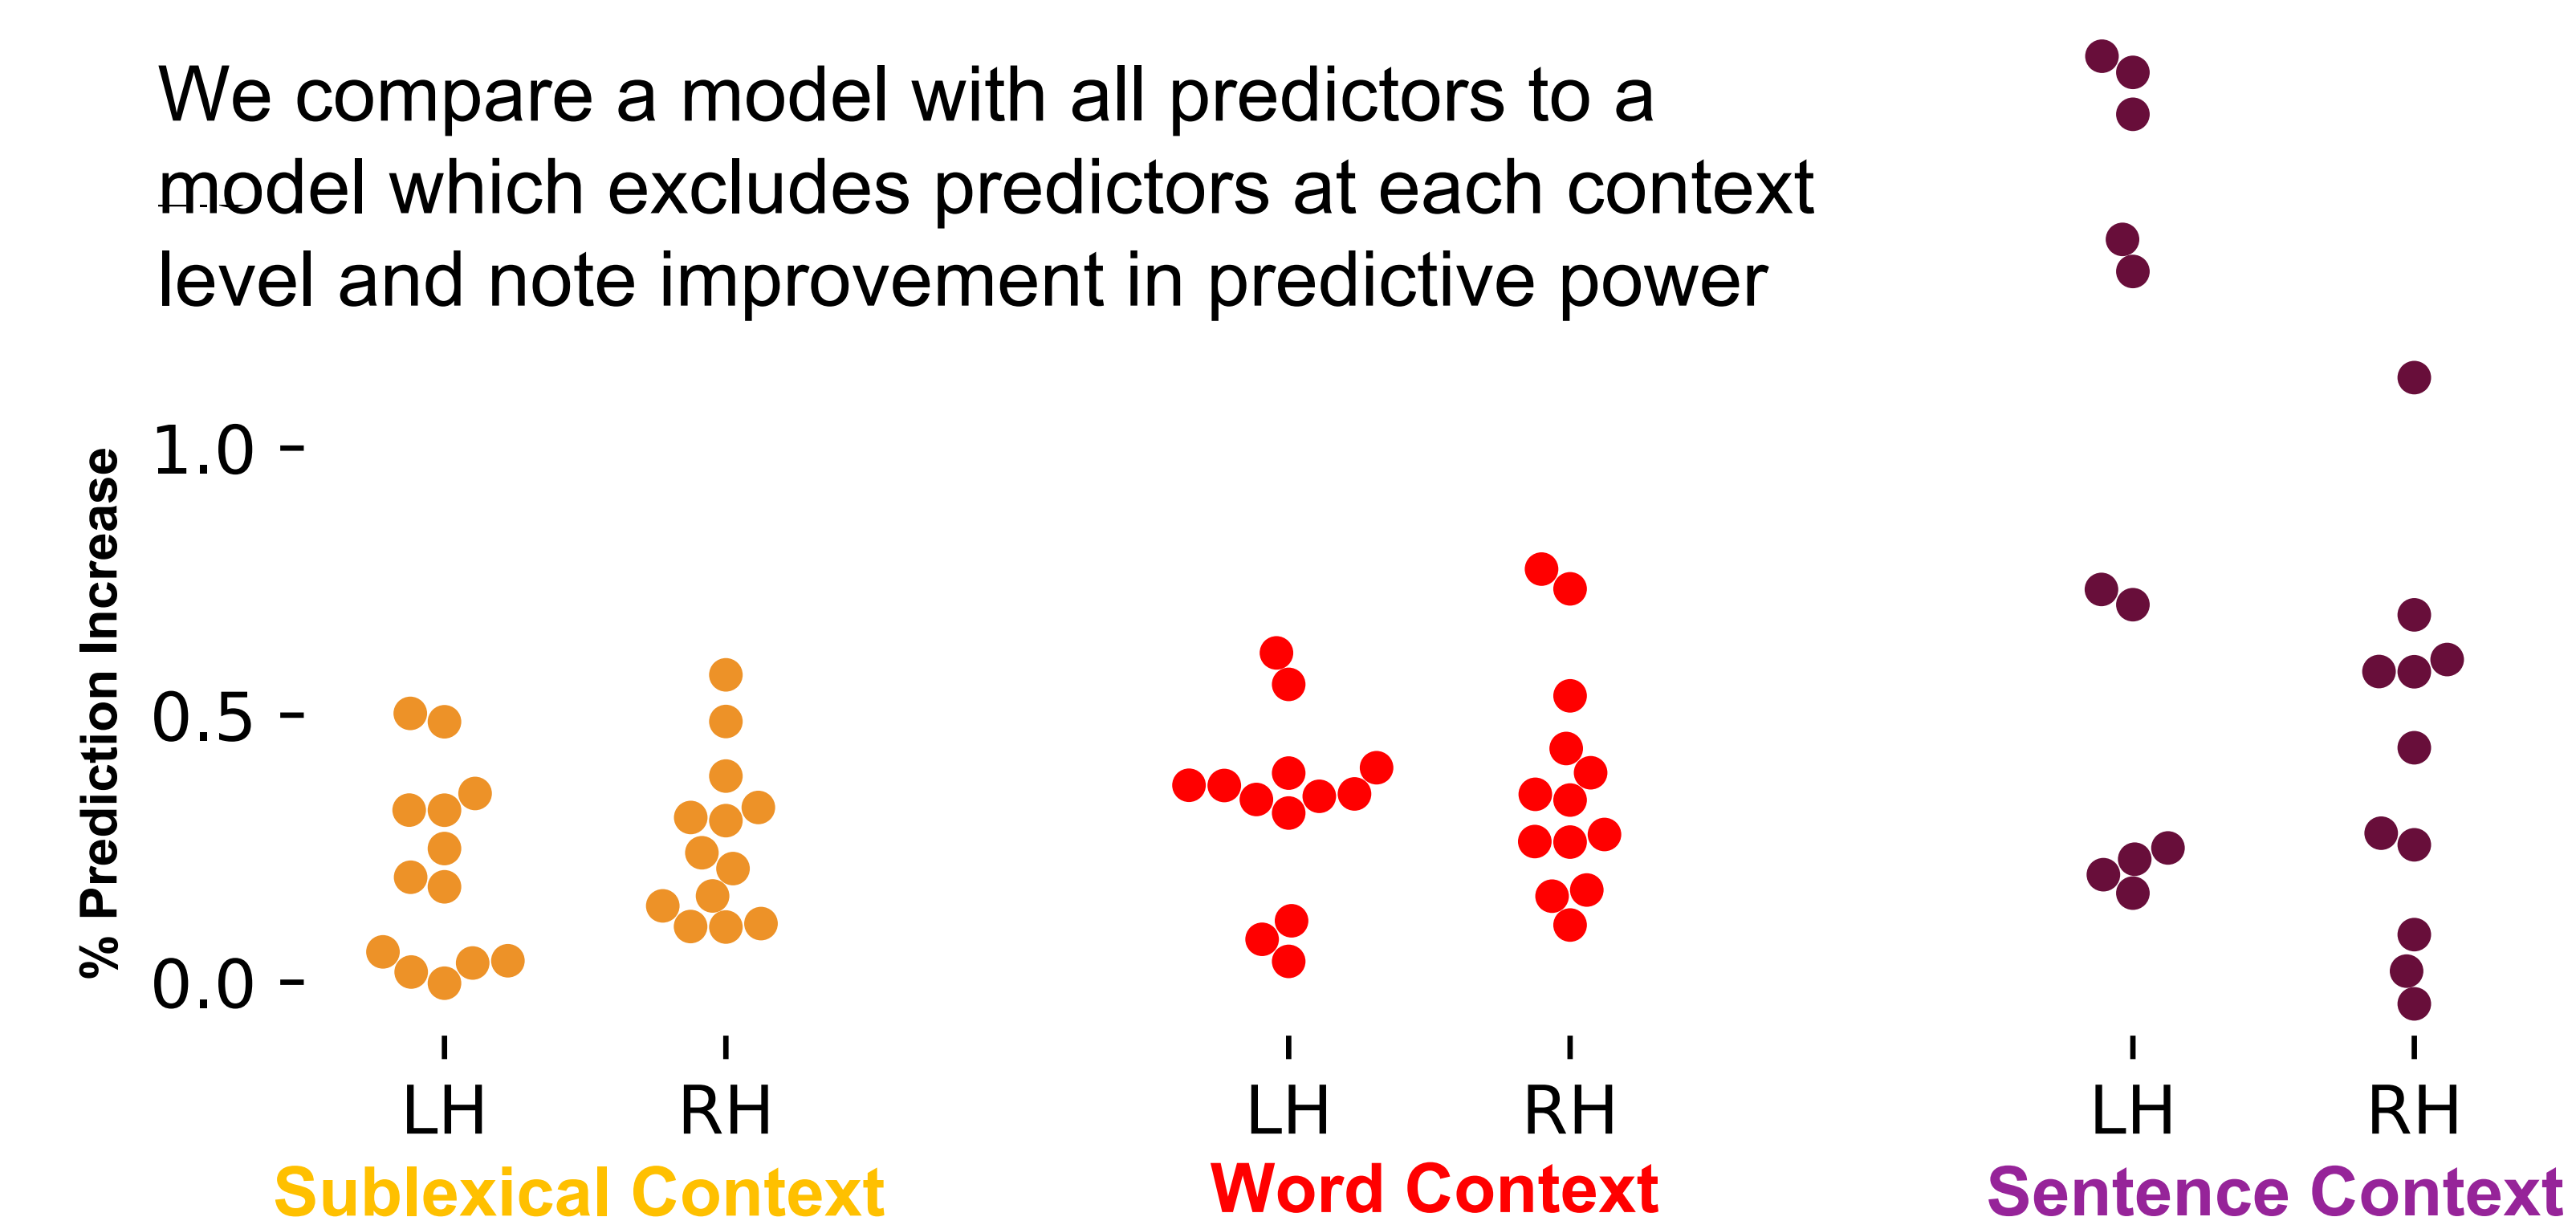 We compare a model with all predictors to a
model which excludes predictors at each context
level and note improvement in predictive power
% Prediction Increase
1.0
0.5
0.0
LH RH LH RH LH RH
Sublexical Context Word Context Sentence Context